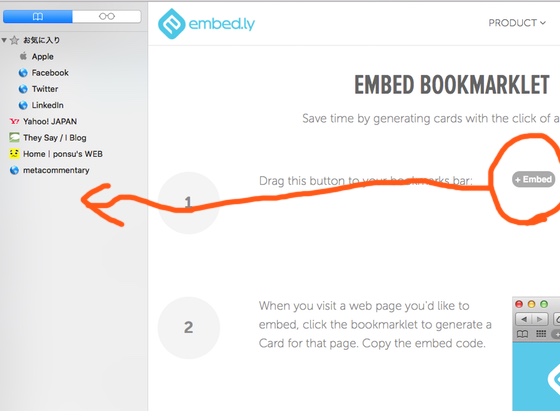 お気に入り
Apple
Facebook
Twitter
LinkedIn
Yahoo! JAPAN
They Say / I Blog
Home | ponsu's WEB
metacommentary
embed.ly
PRODUCT
EMBED BOOKMARKLET
Save time by generating cards with the click of a
1
Drag this button to your bookmarks bar:
+ Embed
2
When you visit a web page you'd like to
embed, click the bookmarklet to generate a
Card for that page. Copy the embed code.